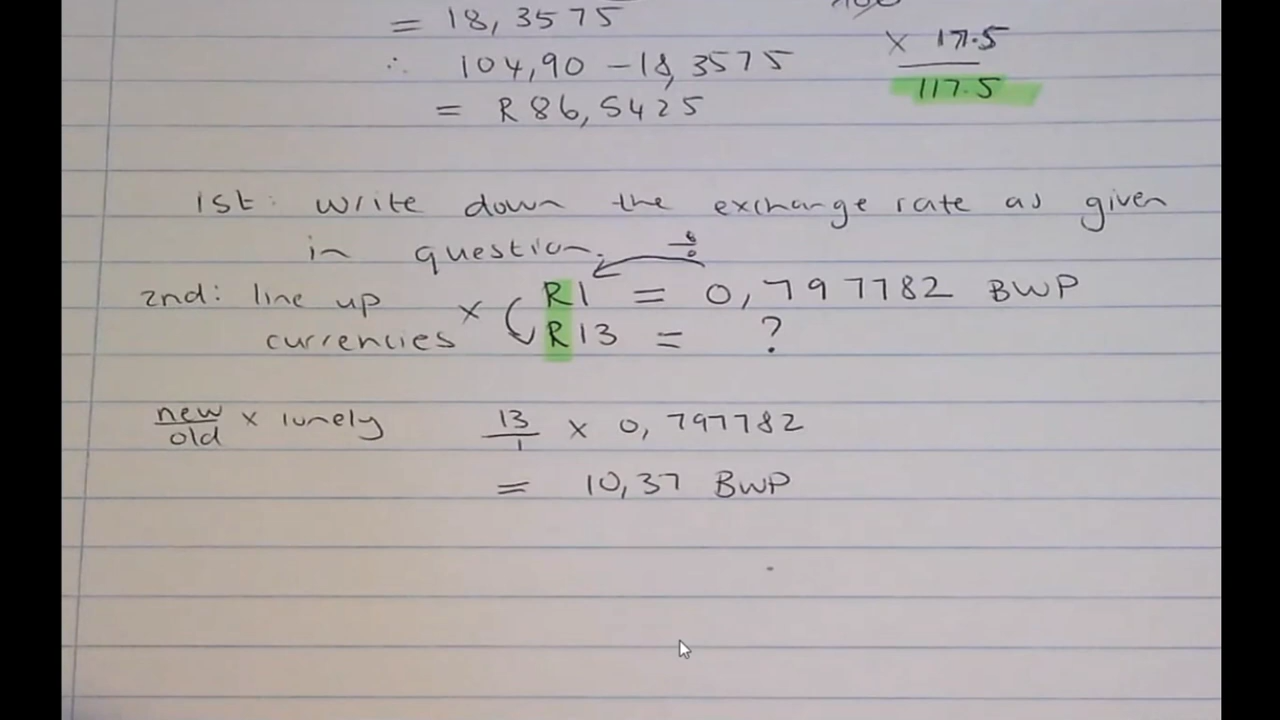 = 18,3575
∴ 104,90 - 18,3575
= R 86,5425
x 17.5
117.5
1st: write down the exchange rate as given
in question.
÷
2nd: line up
currencies
x
R1 = 0,797782 BWP
R13 = ?
new/old x lonely
13/1 x 0,797782
= 10,37 BWP